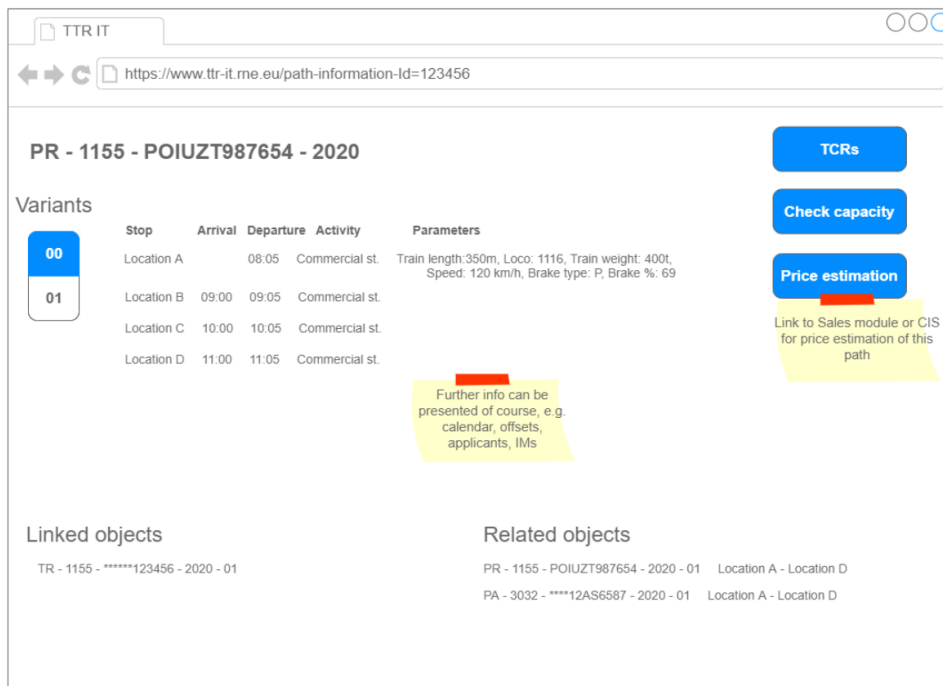 TTR IT
https://www.ttr-it.rne.eu/path-information-Id=123456
PR - 1155 - POIUZT987654 - 2020
TCRs
Check capacity
Price estimation
Link to Sales module or CIS
for price estimation of this
path
Variants
00
01
Stop Arrival Departure Activity Parameters
Location A 08:05 Commercial st. Train length:350m, Loco: 1116, Train weight: 400t,
Speed: 120 km/h, Brake type: P, Brake %: 69
Location B 09:00 09:05 Commercial st.
Location C 10:00 10:05 Commercial st.
Location D 11:00 11:05 Commercial st.
Further info can be
presented of course, e.g.
calendar, offsets,
applicants, IMs
Linked objects
TR - 1155 - ******123456 - 2020 - 01
Related objects
PR - 1155 - POIUZT987654 - 2020 - 01 Location A - Location D
PA - 3032 - ****12AS6587 - 2020 - 01 Location A - Location D